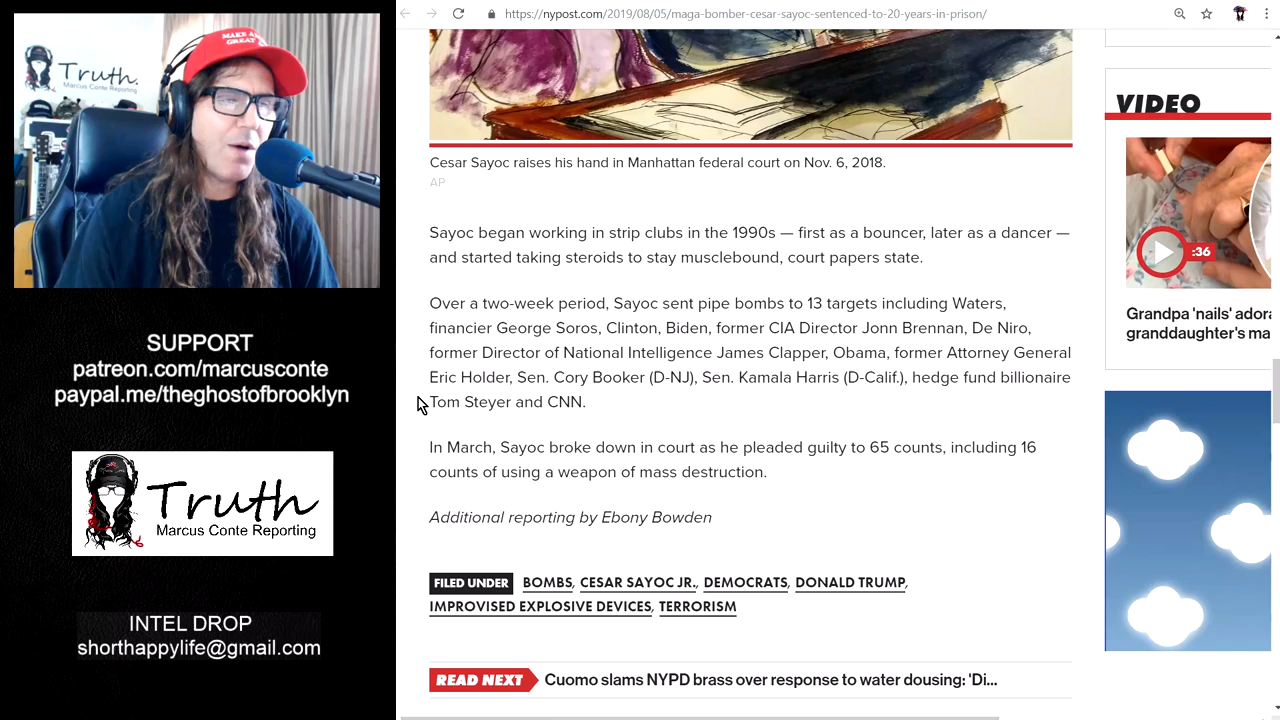 https://nypost.com/2019/08/05/maga-bomber-cesar-sayoc-sentenced-to-20-years-in-prison/
MAKE A
GREAT
Truth.
Marcus Conte Reporting
SUPPORT
patreon.com/marcusconte
paypal.me/theghostofbrooklyn
Truth
Marcus Conte Reporting
INTEL DROP
shorthappylife@gmail.com
Cesar Sayoc raises his hand in Manhattan federal court on Nov. 6, 2018.
AP
Sayoc began working in strip clubs in the 1990s — first as a bouncer, later as a dancer —
and started taking steroids to stay musclebound, court papers state.
Over a two-week period, Sayoc sent pipe bombs to 13 targets including Waters,
financier George Soros, Clinton, Biden, former CIA Director Jonn Brennan, De Niro,
former Director of National Intelligence James Clapper, Obama, former Attorney General
Eric Holder, Sen. Cory Booker (D-NJ), Sen. Kamala Harris (D-Calif.), hedge fund billionaire
Tom Steyer and CNN.
In March, Sayoc broke down in court as he pleaded guilty to 65 counts, including 16
counts of using a weapon of mass destruction.
Additional reporting by Ebony Bowden
FILED UNDER BOMBS, CESAR SAYOC JR., DEMOCRATS, DONALD TRUMP,
IMPROVISED EXPLOSIVE DEVICES, TERRORISM
READ NEXT Cuomo slams NYPD brass over response to water dousing: 'Di...
VIDEO
:36
Grandpa 'nails' adora
granddaughter's ma